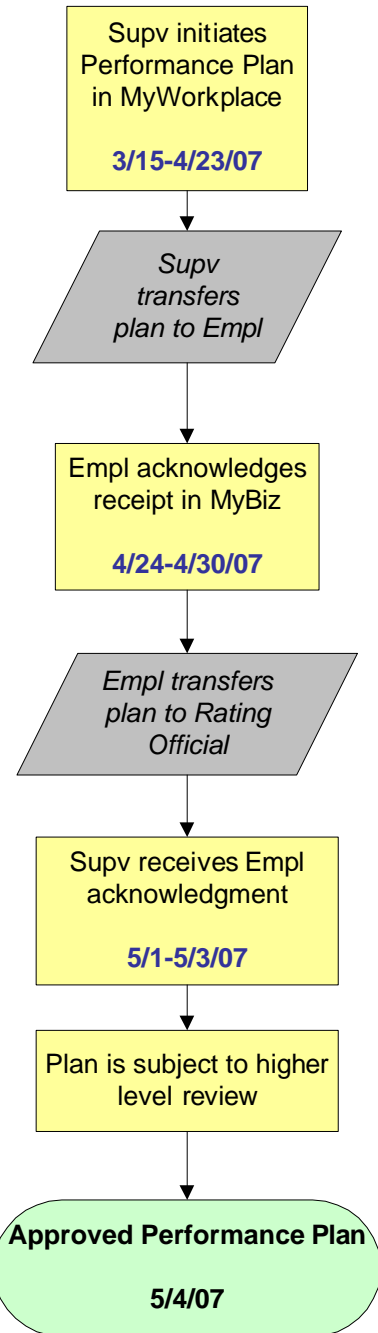 Supv initiates
Performance Plan
in MyWorkplace
3/15-4/23/07
Supv
transfers
plan to Empl
Empl acknowledges
receipt in MyBiz
4/24-4/30/07
Empl transfers
plan to Rating
Official
Supv receives Empl
acknowledgment
5/1-5/3/07
Plan is subject to higher
level review
Approved Performance Plan
5/4/07